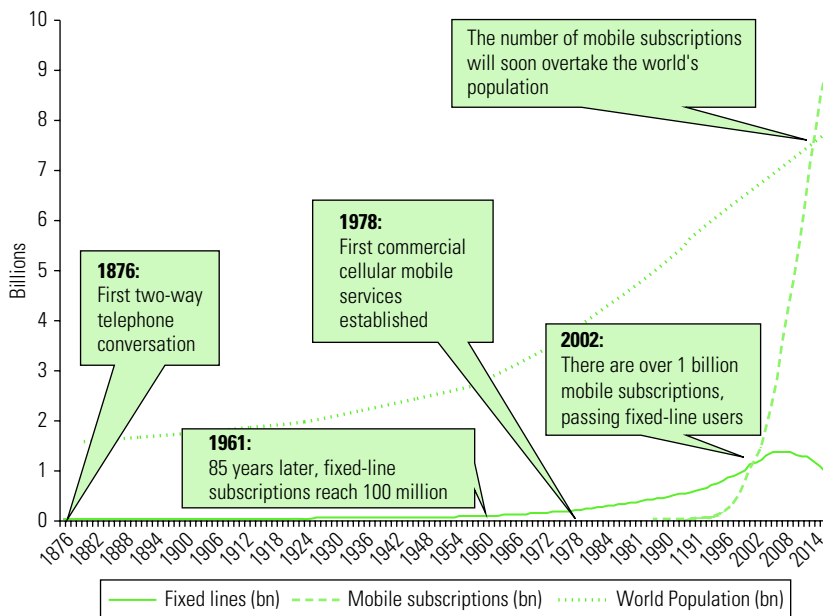 10
9
8
7
6
5
4
3
2
1
0
Billions
The number of mobile subscriptions
will soon overtake the world's
population
1876:
First two-way
telephone
conversation
1978:
First commercial
cellular mobile
services
established
2002:
There are over 1 billion
mobile subscriptions,
passing fixed-line users
1961:
85 years later, fixed-line
subscriptions reach 100 million
1876 1882 1888 1894 1900 1906 1912 1918 1924 1930 1936 1942 1948 1954 1960 1966 1972 1978 1984 1981 1990 1191 1996 2002 2008 2014
Fixed lines (bn) Mobile subscriptions (bn) World Population (bn)